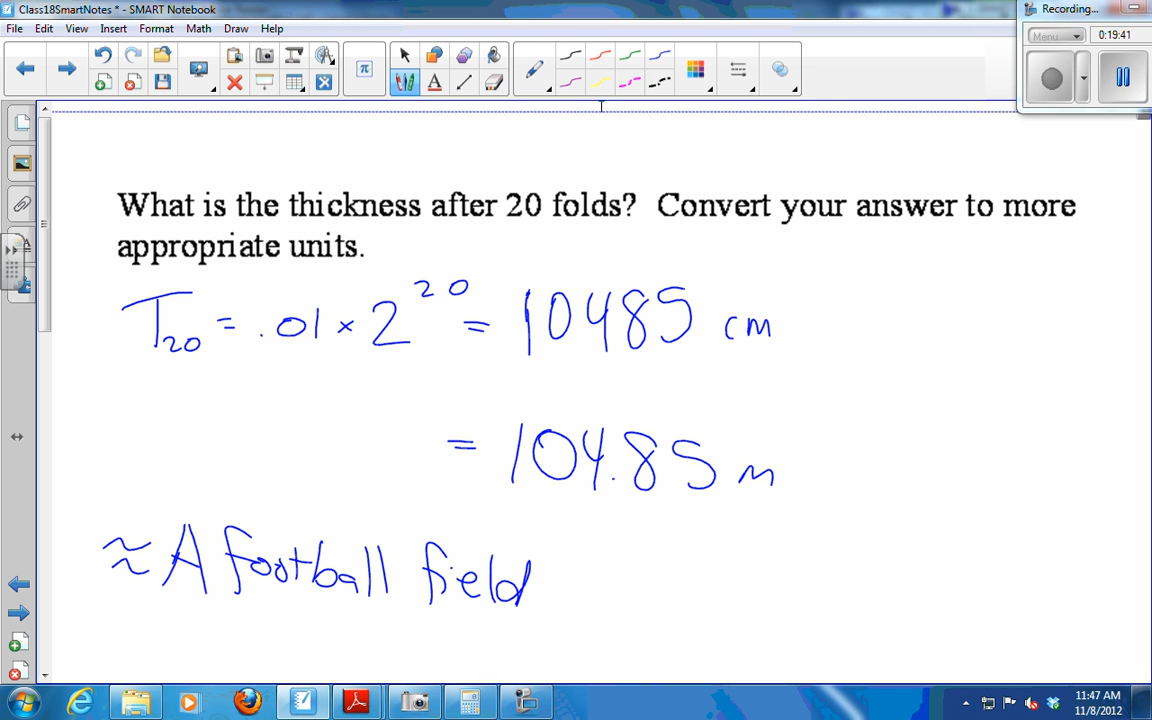 Class18SmartNotes * - SMART Notebook
Recording...
File Edit View Insert Format Math Draw Help
Menu
0:19:41
π
A
What is the thickness after 20 folds? Convert your answer to more
appropriate units.
T₂₀ = .01 × 2²⁰ = 10485 cm
= 104.85 m
≈ A football field
11:47 AM
11/8/2012